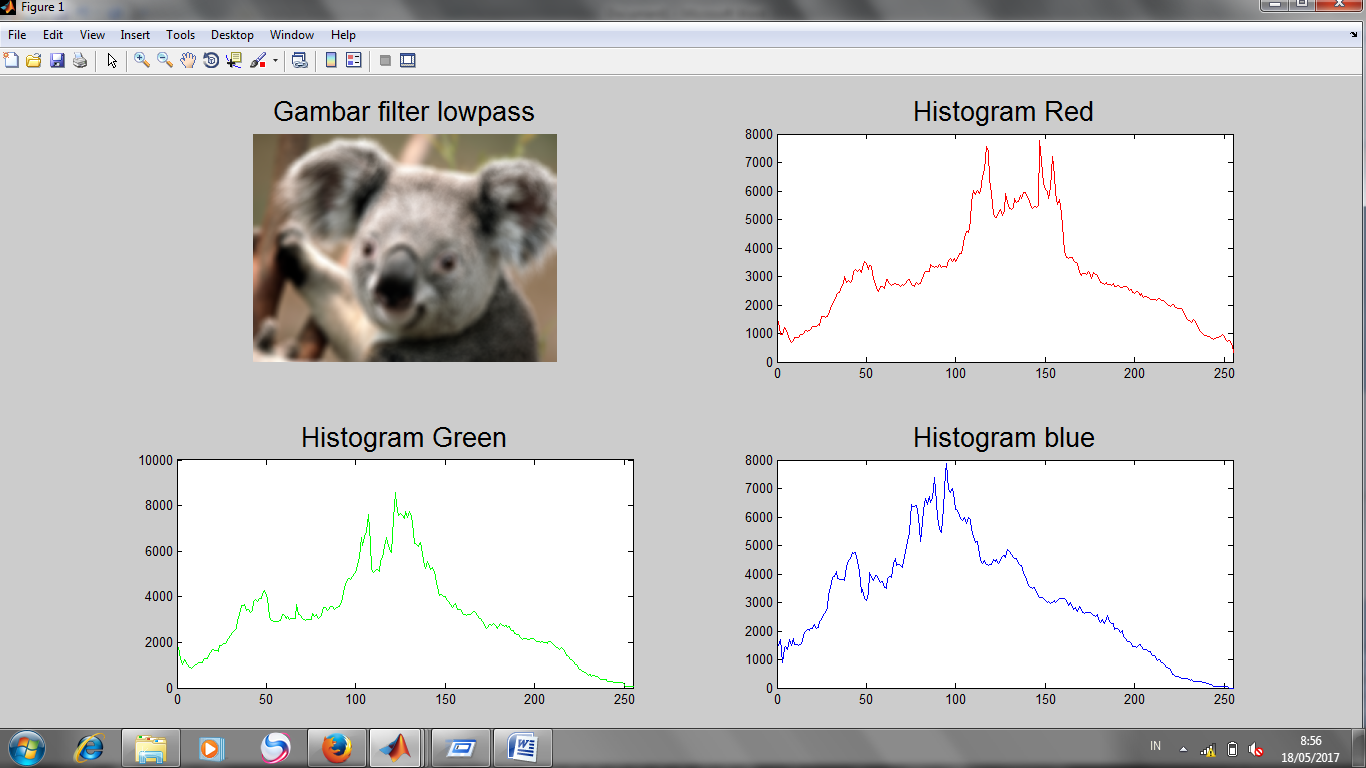 Figure 1
File Edit View Insert Tools Desktop Window Help
Gambar filter lowpass
Histogram Red
8000
7000
6000
5000
4000
3000
2000
1000
0
0 50 100 150 200 250
Histogram Green
10000
8000
6000
4000
2000
0
0 50 100 150 200 250
Histogram blue
8000
7000
6000
5000
4000
3000
2000
1000
0
0 50 100 150 200 250
IN
8:56
18/05/2017